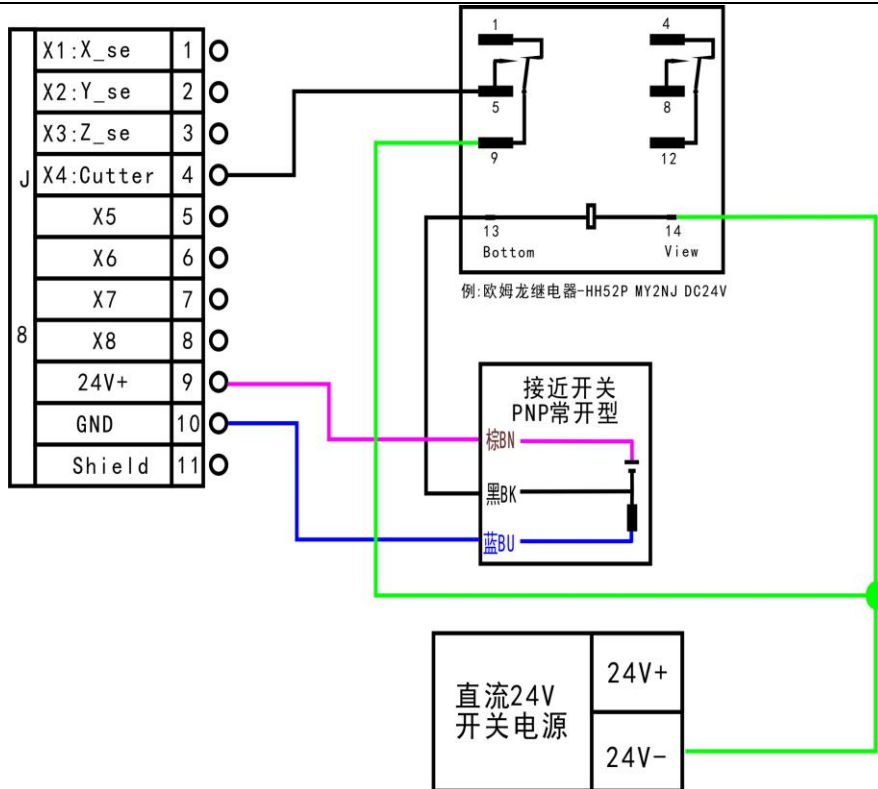 J 8
X1:X_se 1
X2:Y_se 2
X3:Z_se 3
X4:Cutter 4
X5 5
X6 6
X7 7
X8 8
24V+ 9
GND 10
Shield 11
1 4
5 8
9 12
13 14
Bottom View
例:欧姆龙继电器-HH52P MY2NJ DC24V
接近开关
PNP常开型
棕BN
黑BK
蓝BU
直流24V
开关电源
24V+
24V-